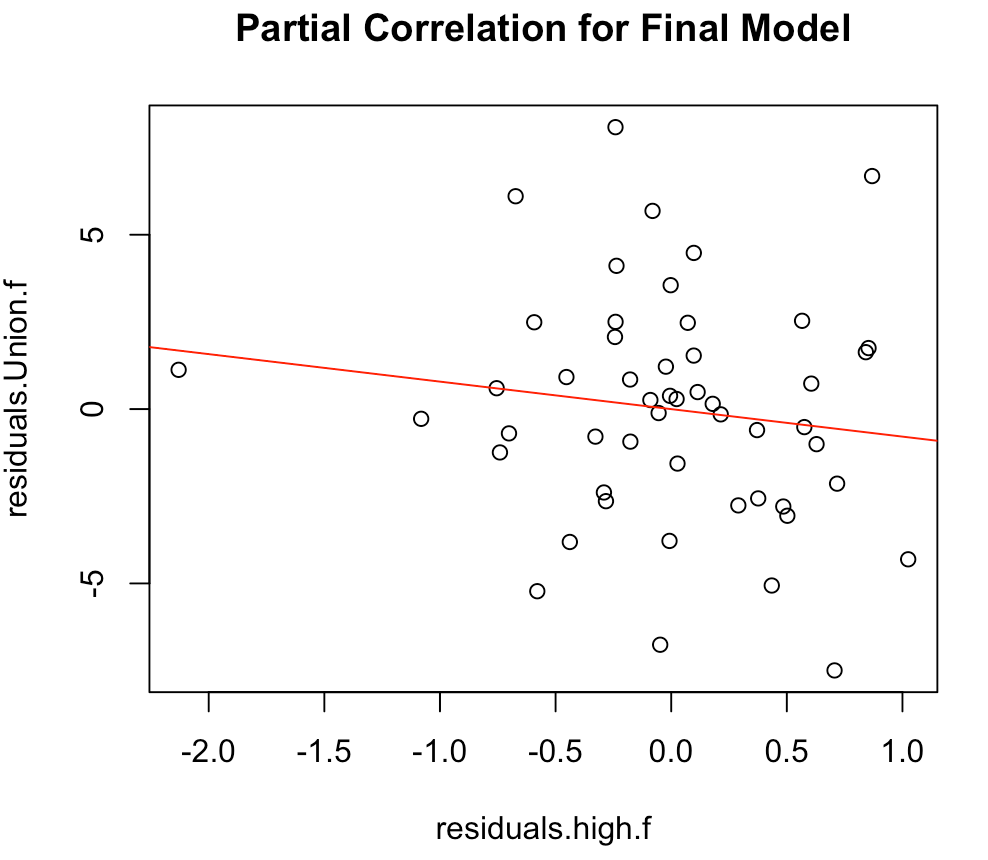 Partial Correlation for Final Model
residuals.Union.f
5
0
-5
-2.0 -1.5 -1.0 -0.5 0.0 0.5 1.0
residuals.high.f